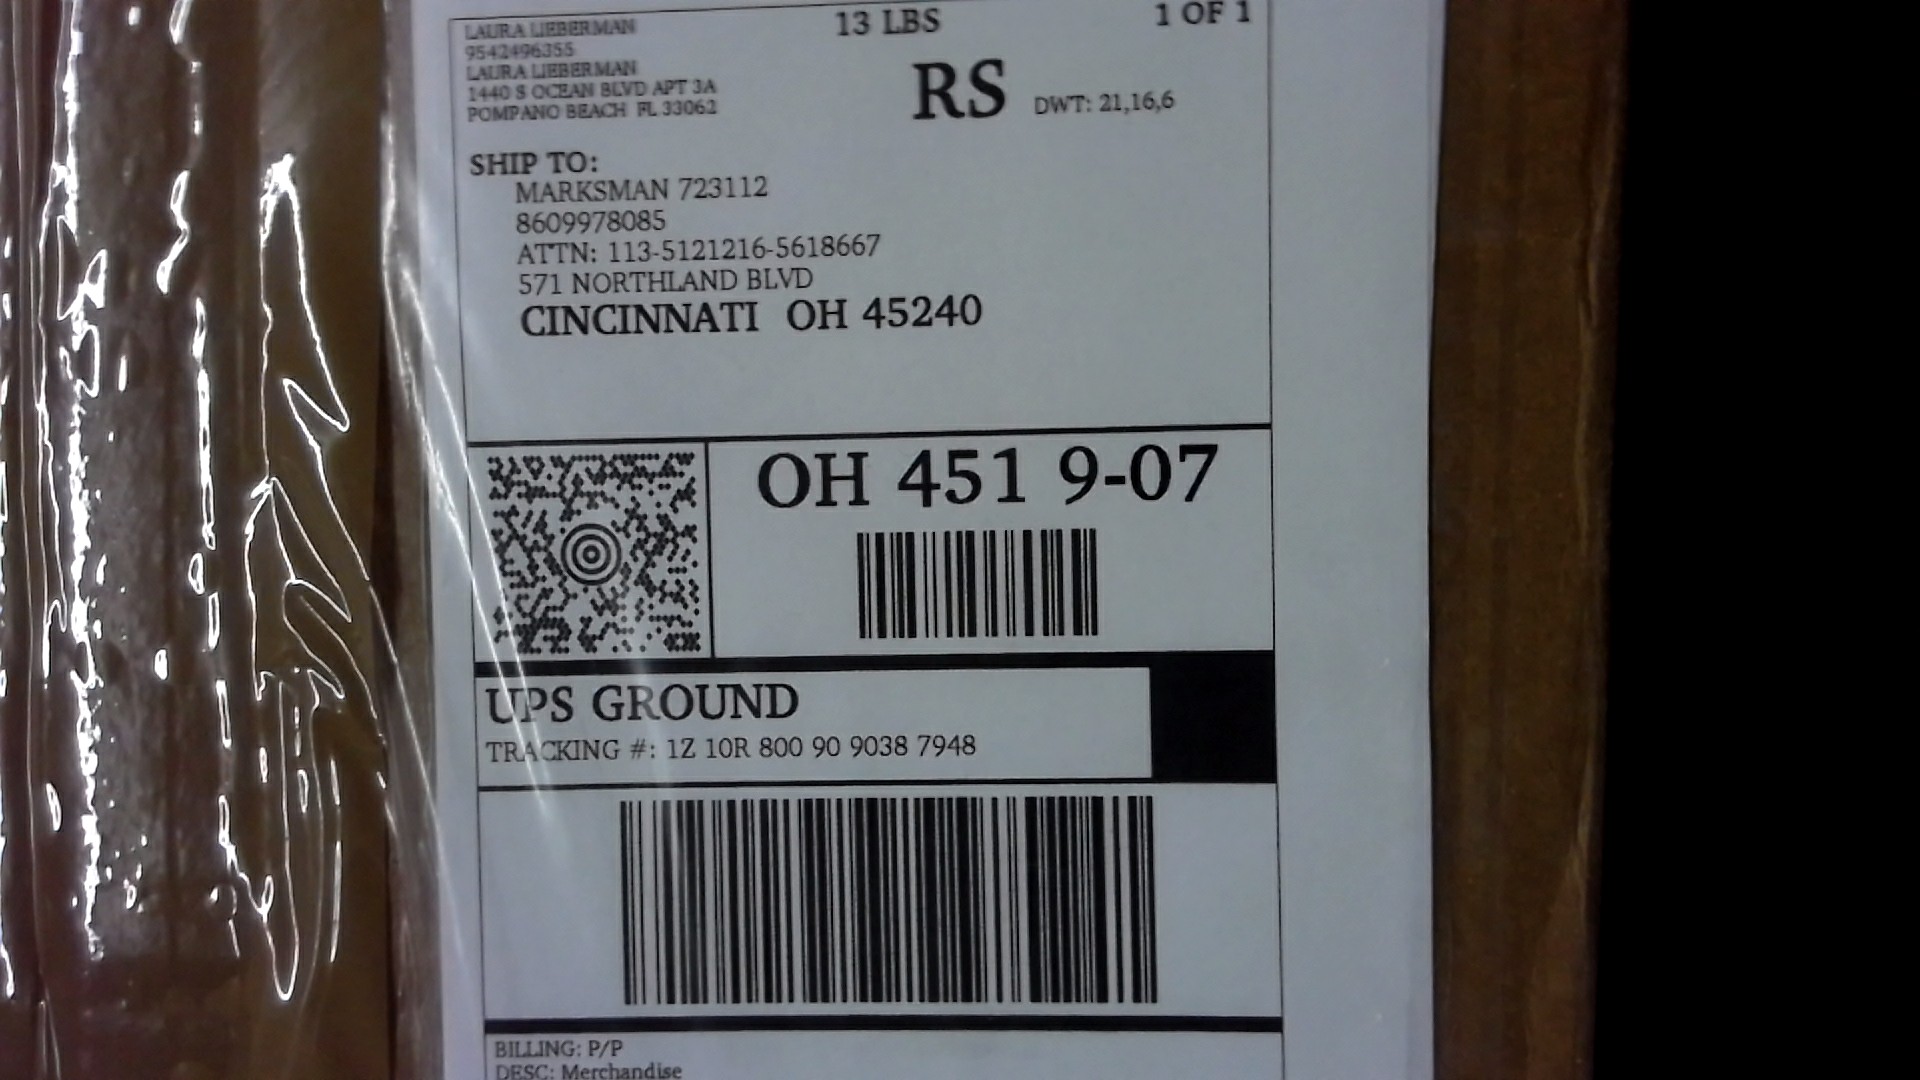 LAURA LIEBERMAN
9542496355
LAURA LIEBERMAN
1440 S OCEAN BLVD APT 3A
POMPANO BEACH FL 33062
13 LBS
1 OF 1
RS
DWT: 21,16,6
SHIP TO:
MARKSMAN 723112
8609978085
ATTN: 113-5121216-5618667
571 NORTHLAND BLVD
CINCINNATI OH 45240
OH 451 9-07
UPS GROUND
TRACKING #: 1Z 10R 800 90 9038 7948
BILLING: P/P
DESC: Merchandise